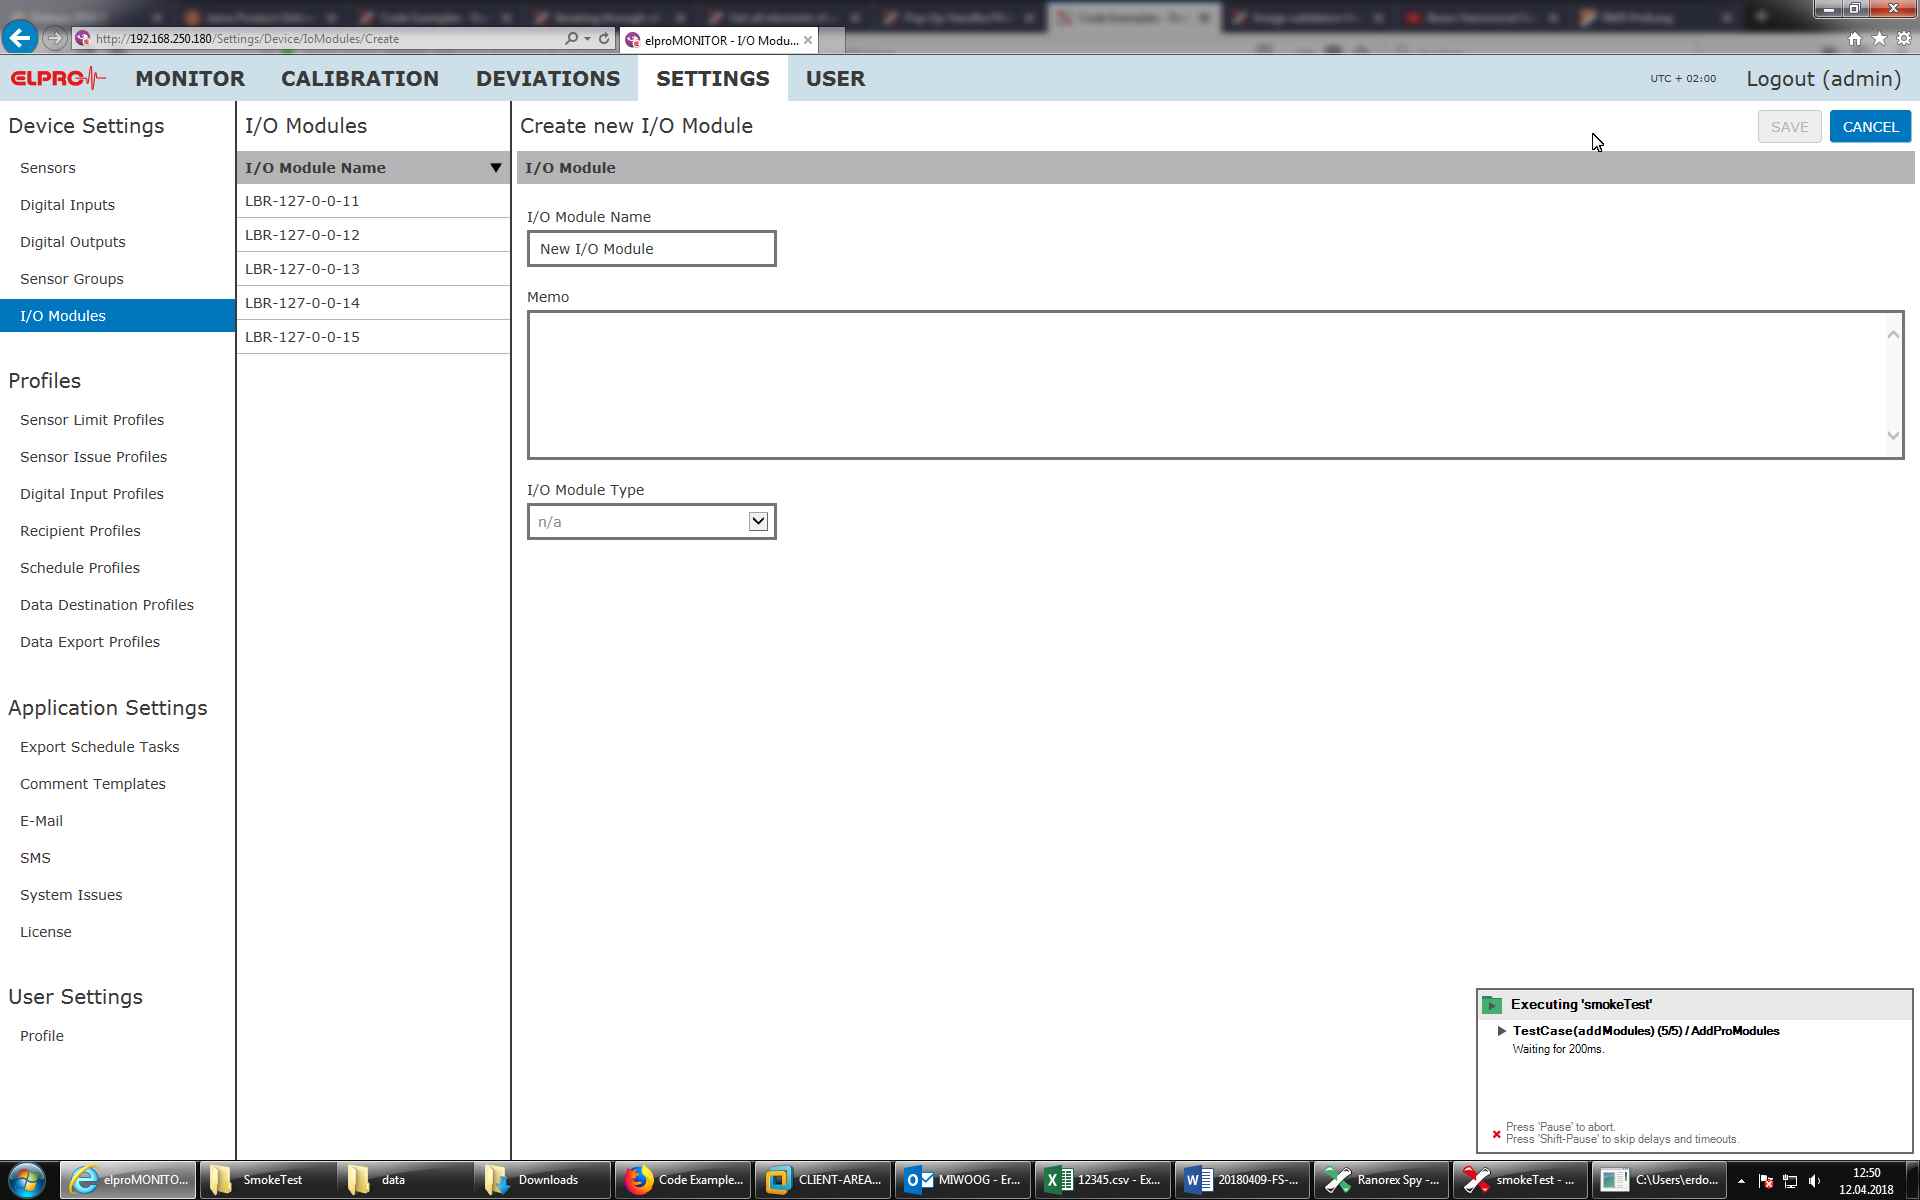 http://192.168.250.180/Settings/Device/IoModules/Create
elproMONITOR - I/O Modu...
ELPRO
MONITOR
CALIBRATION
DEVIATIONS
SETTINGS
USER
UTC + 02:00
Logout (admin)
Device Settings
Sensors
Digital Inputs
Digital Outputs
Sensor Groups
I/O Modules
Profiles
Sensor Limit Profiles
Sensor Issue Profiles
Digital Input Profiles
Recipient Profiles
Schedule Profiles
Data Destination Profiles
Data Export Profiles
Application Settings
Export Schedule Tasks
Comment Templates
E-Mail
SMS
System Issues
License
User Settings
Profile
I/O Modules
I/O Module Name
LBR-127-0-0-11
LBR-127-0-0-12
LBR-127-0-0-13
LBR-127-0-0-14
LBR-127-0-0-15
Create new I/O Module
SAVE
CANCEL
I/O Module
I/O Module Name
New I/O Module
Memo
I/O Module Type
n/a
Executing 'smokeTest'
TestCase(addModules) (5/5) / AddProModules
Waiting for 200ms.
Press 'Pause' to abort.
Press 'Shift-Pause' to skip delays and timeouts.
elproMONITO...
SmokeTest
data
Downloads
Code Example...
CLIENT-AREA...
MIWOOG - Er...
12345.csv - Ex...
20180409-FS-...
Ranorex Spy -...
smokeTest - ...
C:\Users\erdo...
12:50
12.04.2018